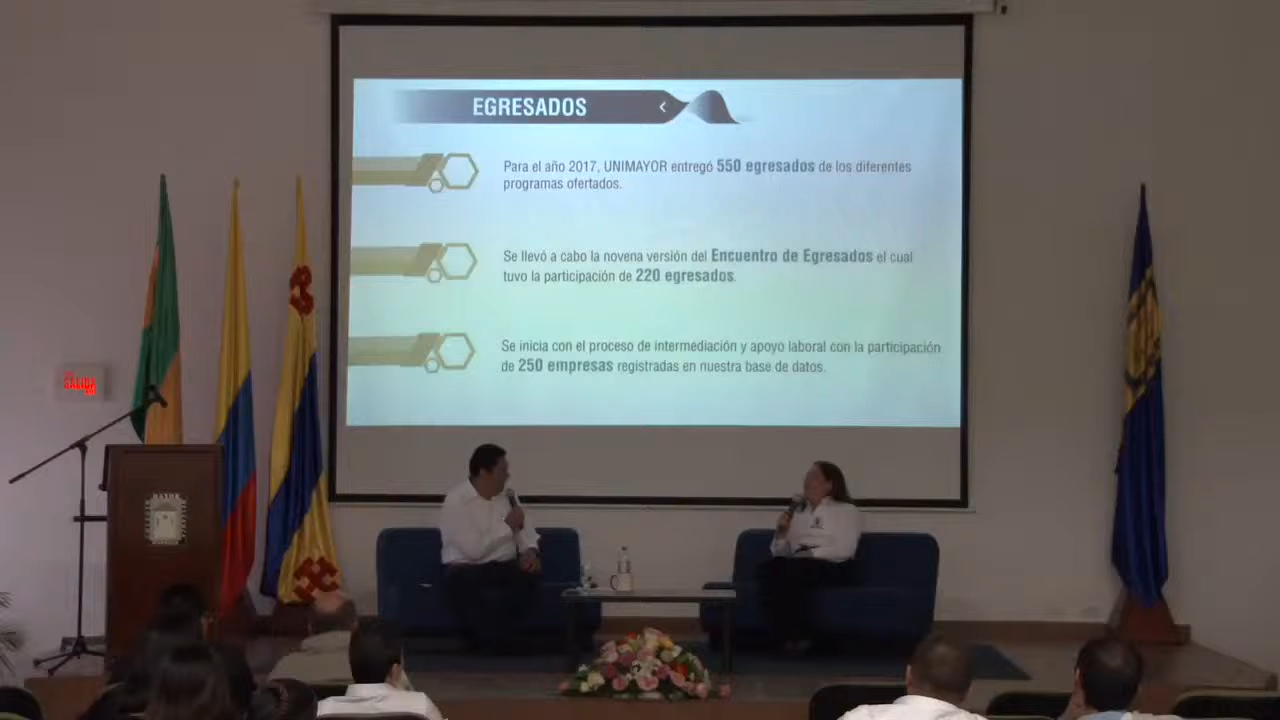 EGRESADOS
Para el año 2017, UNIMAYOR entregó 550 egresados de los diferentes
programas ofertados.
Se llevó a cabo la novena versión del Encuentro de Egresados el cual
tuvo la participación de 220 egresados.
Se inicia con el proceso de intermediación y apoyo laboral con la participación
de 250 empresas registradas en nuestra base de datos.
SALIDA
MAYOR